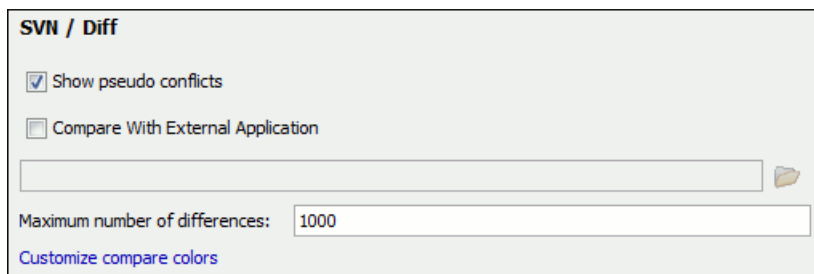 SVN / Diff
Show pseudo conflicts
Compare With External Application
Maximum number of differences: 1000
Customize compare colors